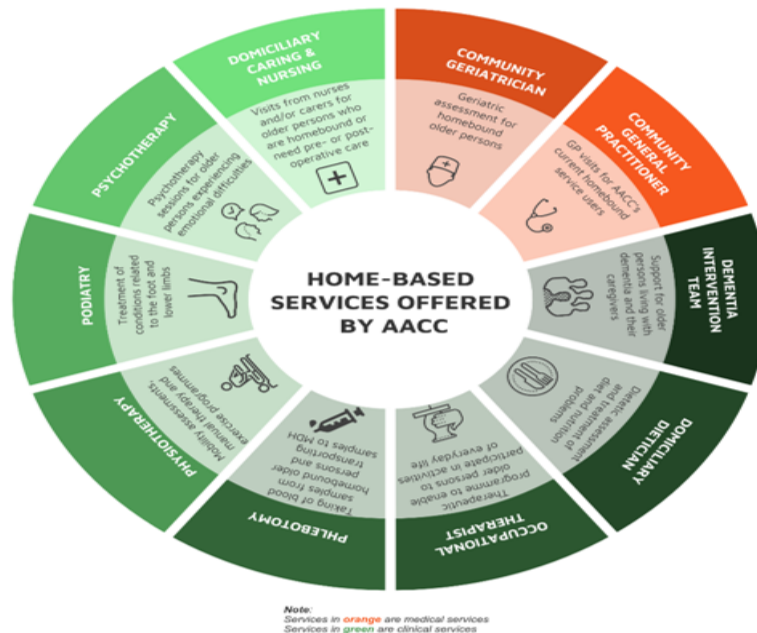 HOME-BASED
SERVICES OFFERED
BY AACC
COMMUNITY
GERIATRICIAN
Geriatric
assessment for
homebound
older persons
COMMUNITY
GENERAL
PRACTITIONER
GP visits for AACC's
current homebound
service users
DEMENTIA
INTERVENTION
TEAM
Support for older
persons living with
dementia and their
caregivers
DOMICILIARY
DIETICIAN
Dietetic assessment
and treatment of
diet and nutrition
problems
OCCUPATIONAL
THERAPIST
Therapeutic
programme to enable
older persons to
participate in activities
of everyday life
PHLEBOTOMY
Taking of blood
samples from
homebound older
persons and
transporting
samples to MDH
PHYSIOTHERAPY
Mobility assessments,
manual therapy and
exercise programmes
PODIATRY
Treatment of
conditions related
to the foot and
lower limbs
PSYCHOTHERAPY
Psychotherapy
sessions for older
persons experiencing
emotional difficulties
DOMICILIARY
CARING &
NURSING
Visits from nurses
and/or carers for
older persons who
are homebound or
need pre- or post-
operative care
Note:
Services in orange are medical services
Services in green are clinical services